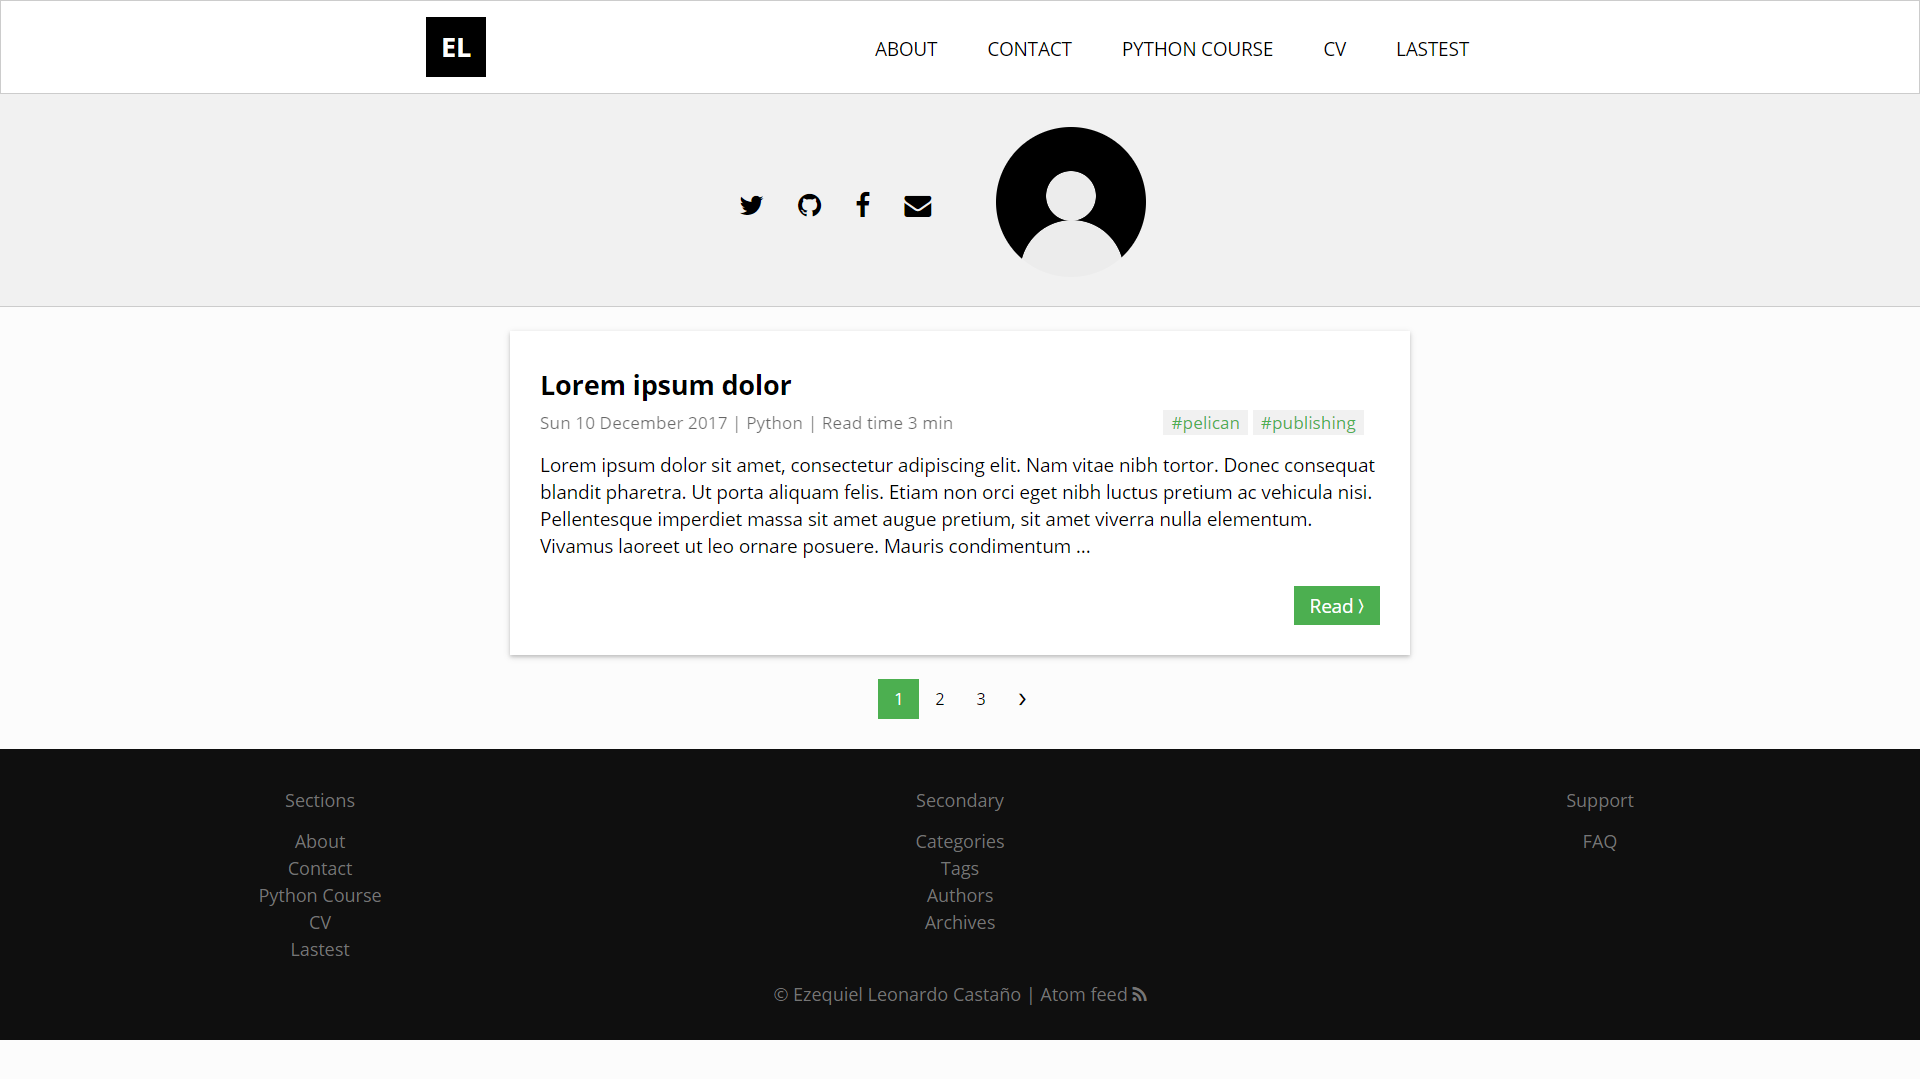 EL
ABOUT CONTACT PYTHON COURSE CV LASTEST
Lorem ipsum dolor
Sun 10 December 2017 | Python | Read time 3 min #pelican #publishing
Lorem ipsum dolor sit amet, consectetur adipiscing elit. Nam vitae nibh tortor. Donec consequat
blandit pharetra. Ut porta aliquam felis. Etiam non orci eget nibh luctus pretium ac vehicula nisi.
Pellentesque imperdiet massa sit amet augue pretium, sit amet viverra nulla elementum.
Vivamus laoreet ut leo ornare posuere. Mauris condimentum ...
Read ⟩
1 2 3 ›
Sections
About
Contact
Python Course
CV
Lastest
Secondary
Categories
Tags
Authors
Archives
Support
FAQ
© Ezequiel Leonardo Castaño | Atom feed